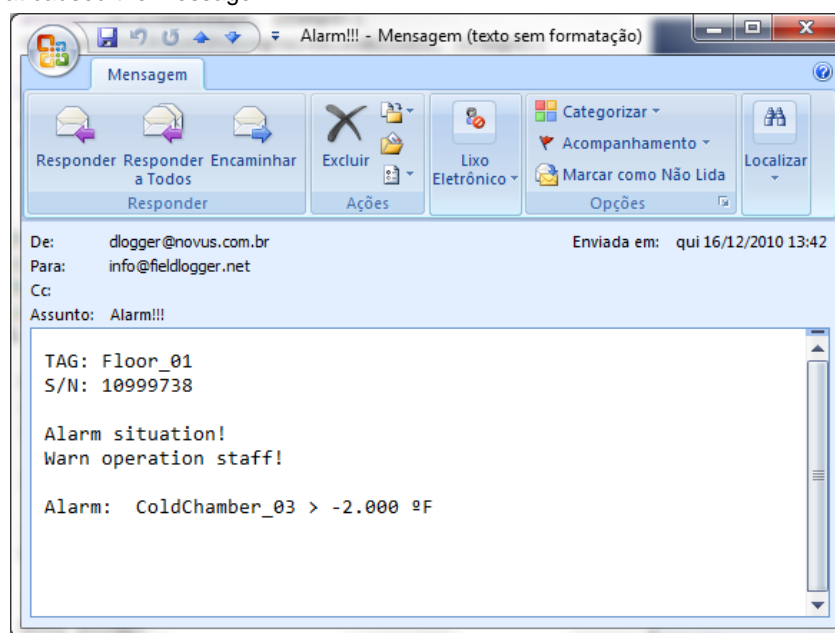 Alarm!!! - Mensagem (texto sem formatação)
Mensagem
Responder Responder a Todos Encaminhar
Responder
Excluir
Ações
Lixo Eletrônico
Categorizar
Acompanhamento
Marcar como Não Lida
Opções
Localizar
De: dlogger@novus.com.br Enviada em: qui 16/12/2010 13:42
Para: info@fieldlogger.net
Cc:
Assunto: Alarm!!!
TAG: Floor_01
S/N: 10999738
Alarm situation!
Warn operation staff!
Alarm: ColdChamber_03 > -2.000 ºF